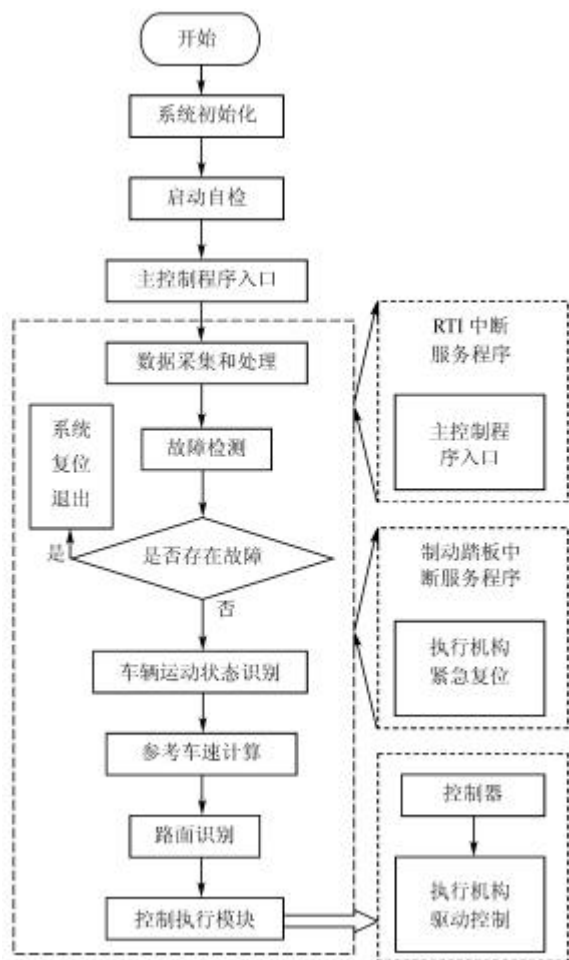 开始
系统初始化
启动自检
主控制程序入口
数据采集和处理
故障检测
系统
复位
退出
是
是否存在故障
否
车辆运动状态识别
参考车速计算
路面识别
控制执行模块
RTI 中断
服务程序
主控制程
序入口
制动踏板中
断服务程序
执行机构
紧急复位
控制器
执行机构
驱动控制